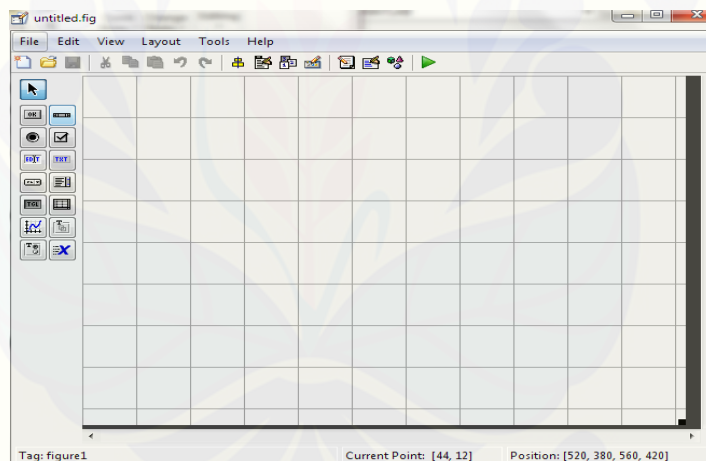 untitled.fig
File Edit View Layout Tools Help
OK
EDIT TXT
TGL
Tag: figure1 Current Point: [44, 12] Position: [520, 380, 560, 420]